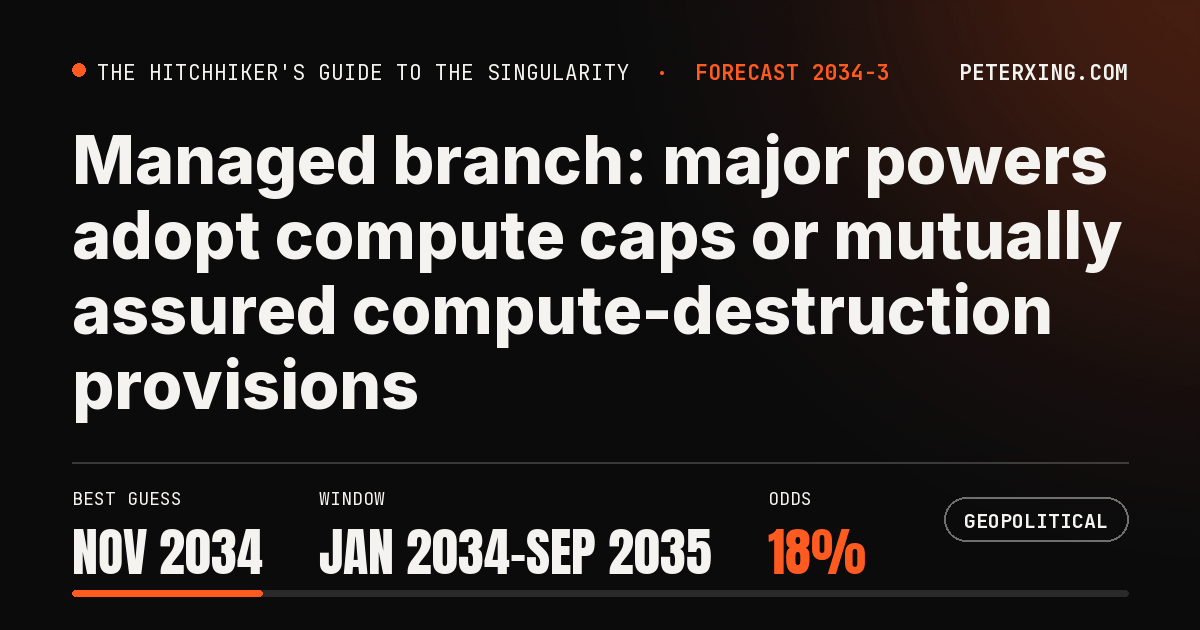 THE HITCHHIKER'S GUIDE TO THE SINGULARITY · FORECAST 2034-3 PETERXING.COM
Managed branch: major powers
adopt compute caps or mutually
assured compute-destruction
provisions
BEST GUESS WINDOW ODDS
NOV 2034 JAN 2034-SEP 2035 18% GEOPOLITICAL